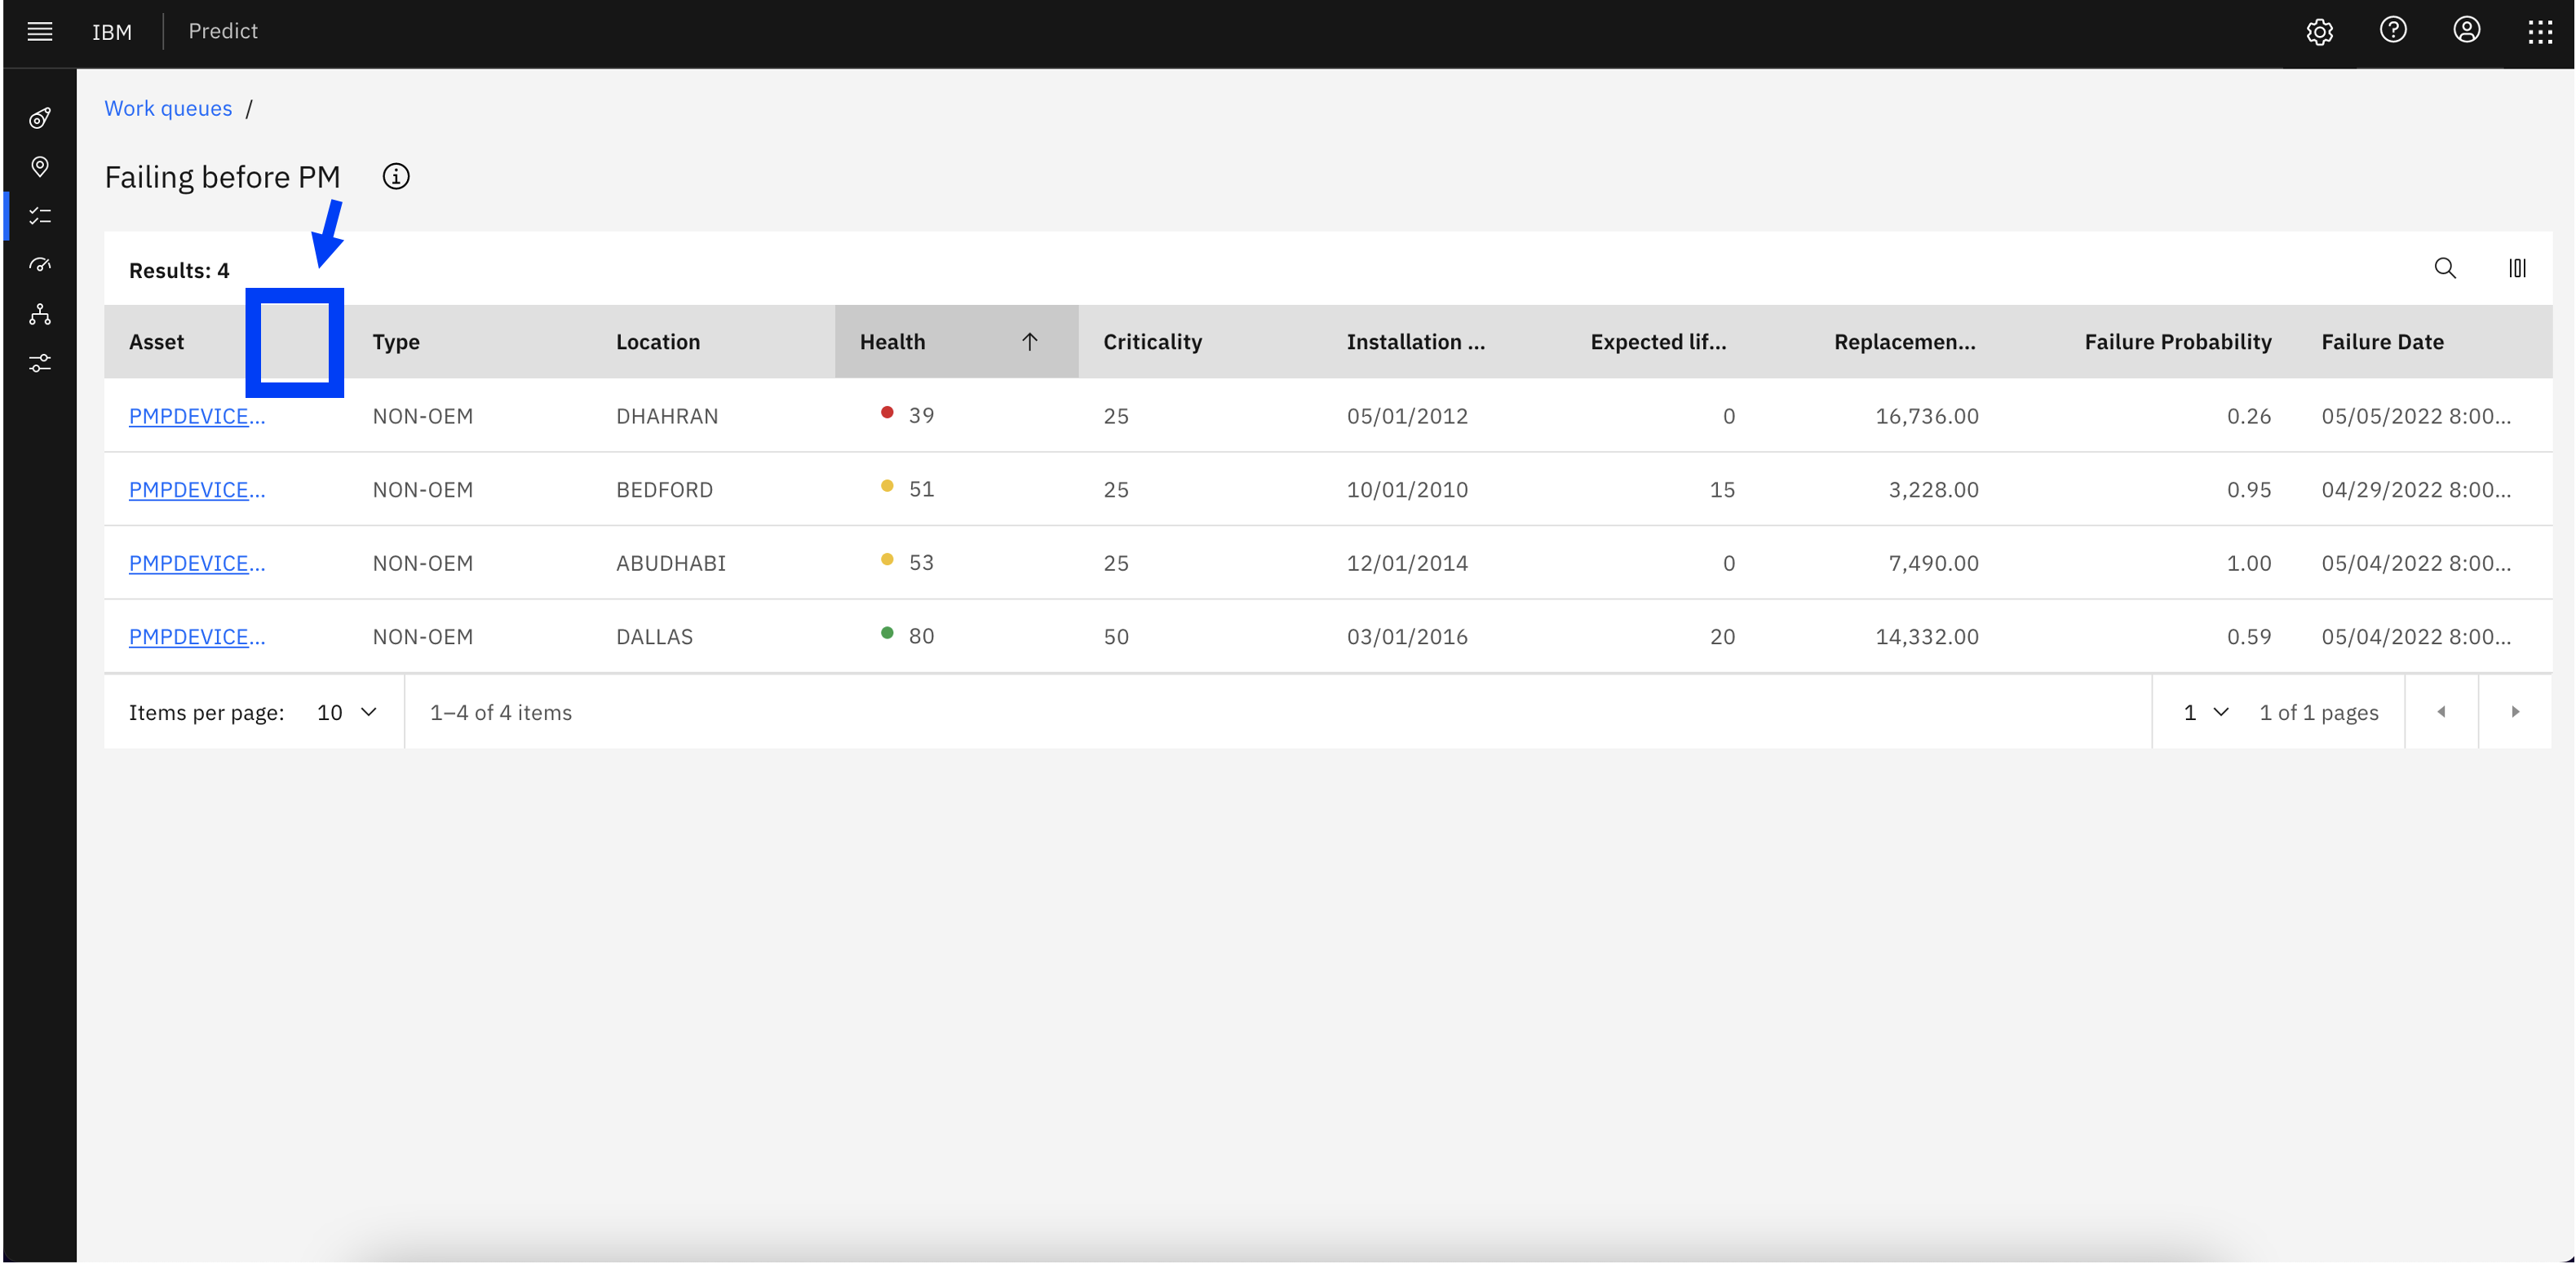 IBM Predict
Work queues /
Failing before PM
Results: 4
Asset Type Location Health Criticality Installation ... Expected lif... Replacemen... Failure Probability Failure Date
PMPDEVICE... NON-OEM DHAHRAN 39 25 05/01/2012 0 16,736.00 0.26 05/05/2022 8:00...
PMPDEVICE... NON-OEM BEDFORD 51 25 10/01/2010 15 3,228.00 0.95 04/29/2022 8:00...
PMPDEVICE... NON-OEM ABUDHABI 53 25 12/01/2014 0 7,490.00 1.00 05/04/2022 8:00...
PMPDEVICE... NON-OEM DALLAS 80 50 03/01/2016 20 14,332.00 0.59 05/04/2022 8:00...
Items per page: 10 1–4 of 4 items 1 1 of 1 pages